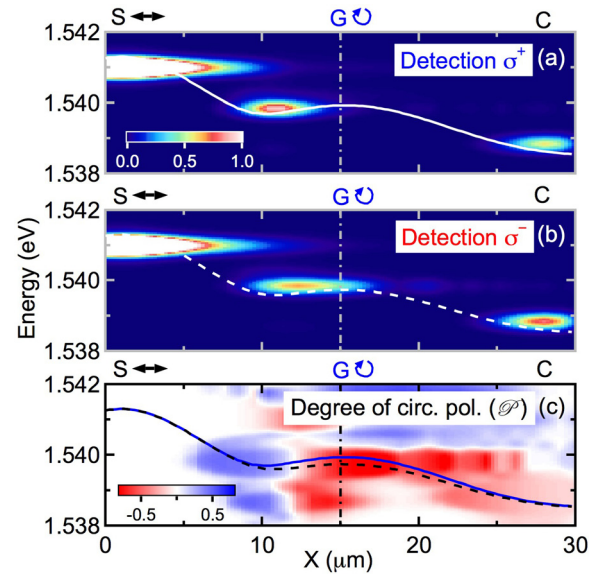 S ↔ G ↻ C
1.542
Detection σ⁺ (a)
1.540
0.0 0.5 1.0
1.538
S ↔ G ↻ C
1.542
Detection σ⁻ (b)
1.540
1.538
Energy (eV)
S ↔ G ↻ C
1.542
Degree of circ. pol. (𝒫) (c)
1.540
-0.5 0.5
1.538
0 10 20 30
X (μm)